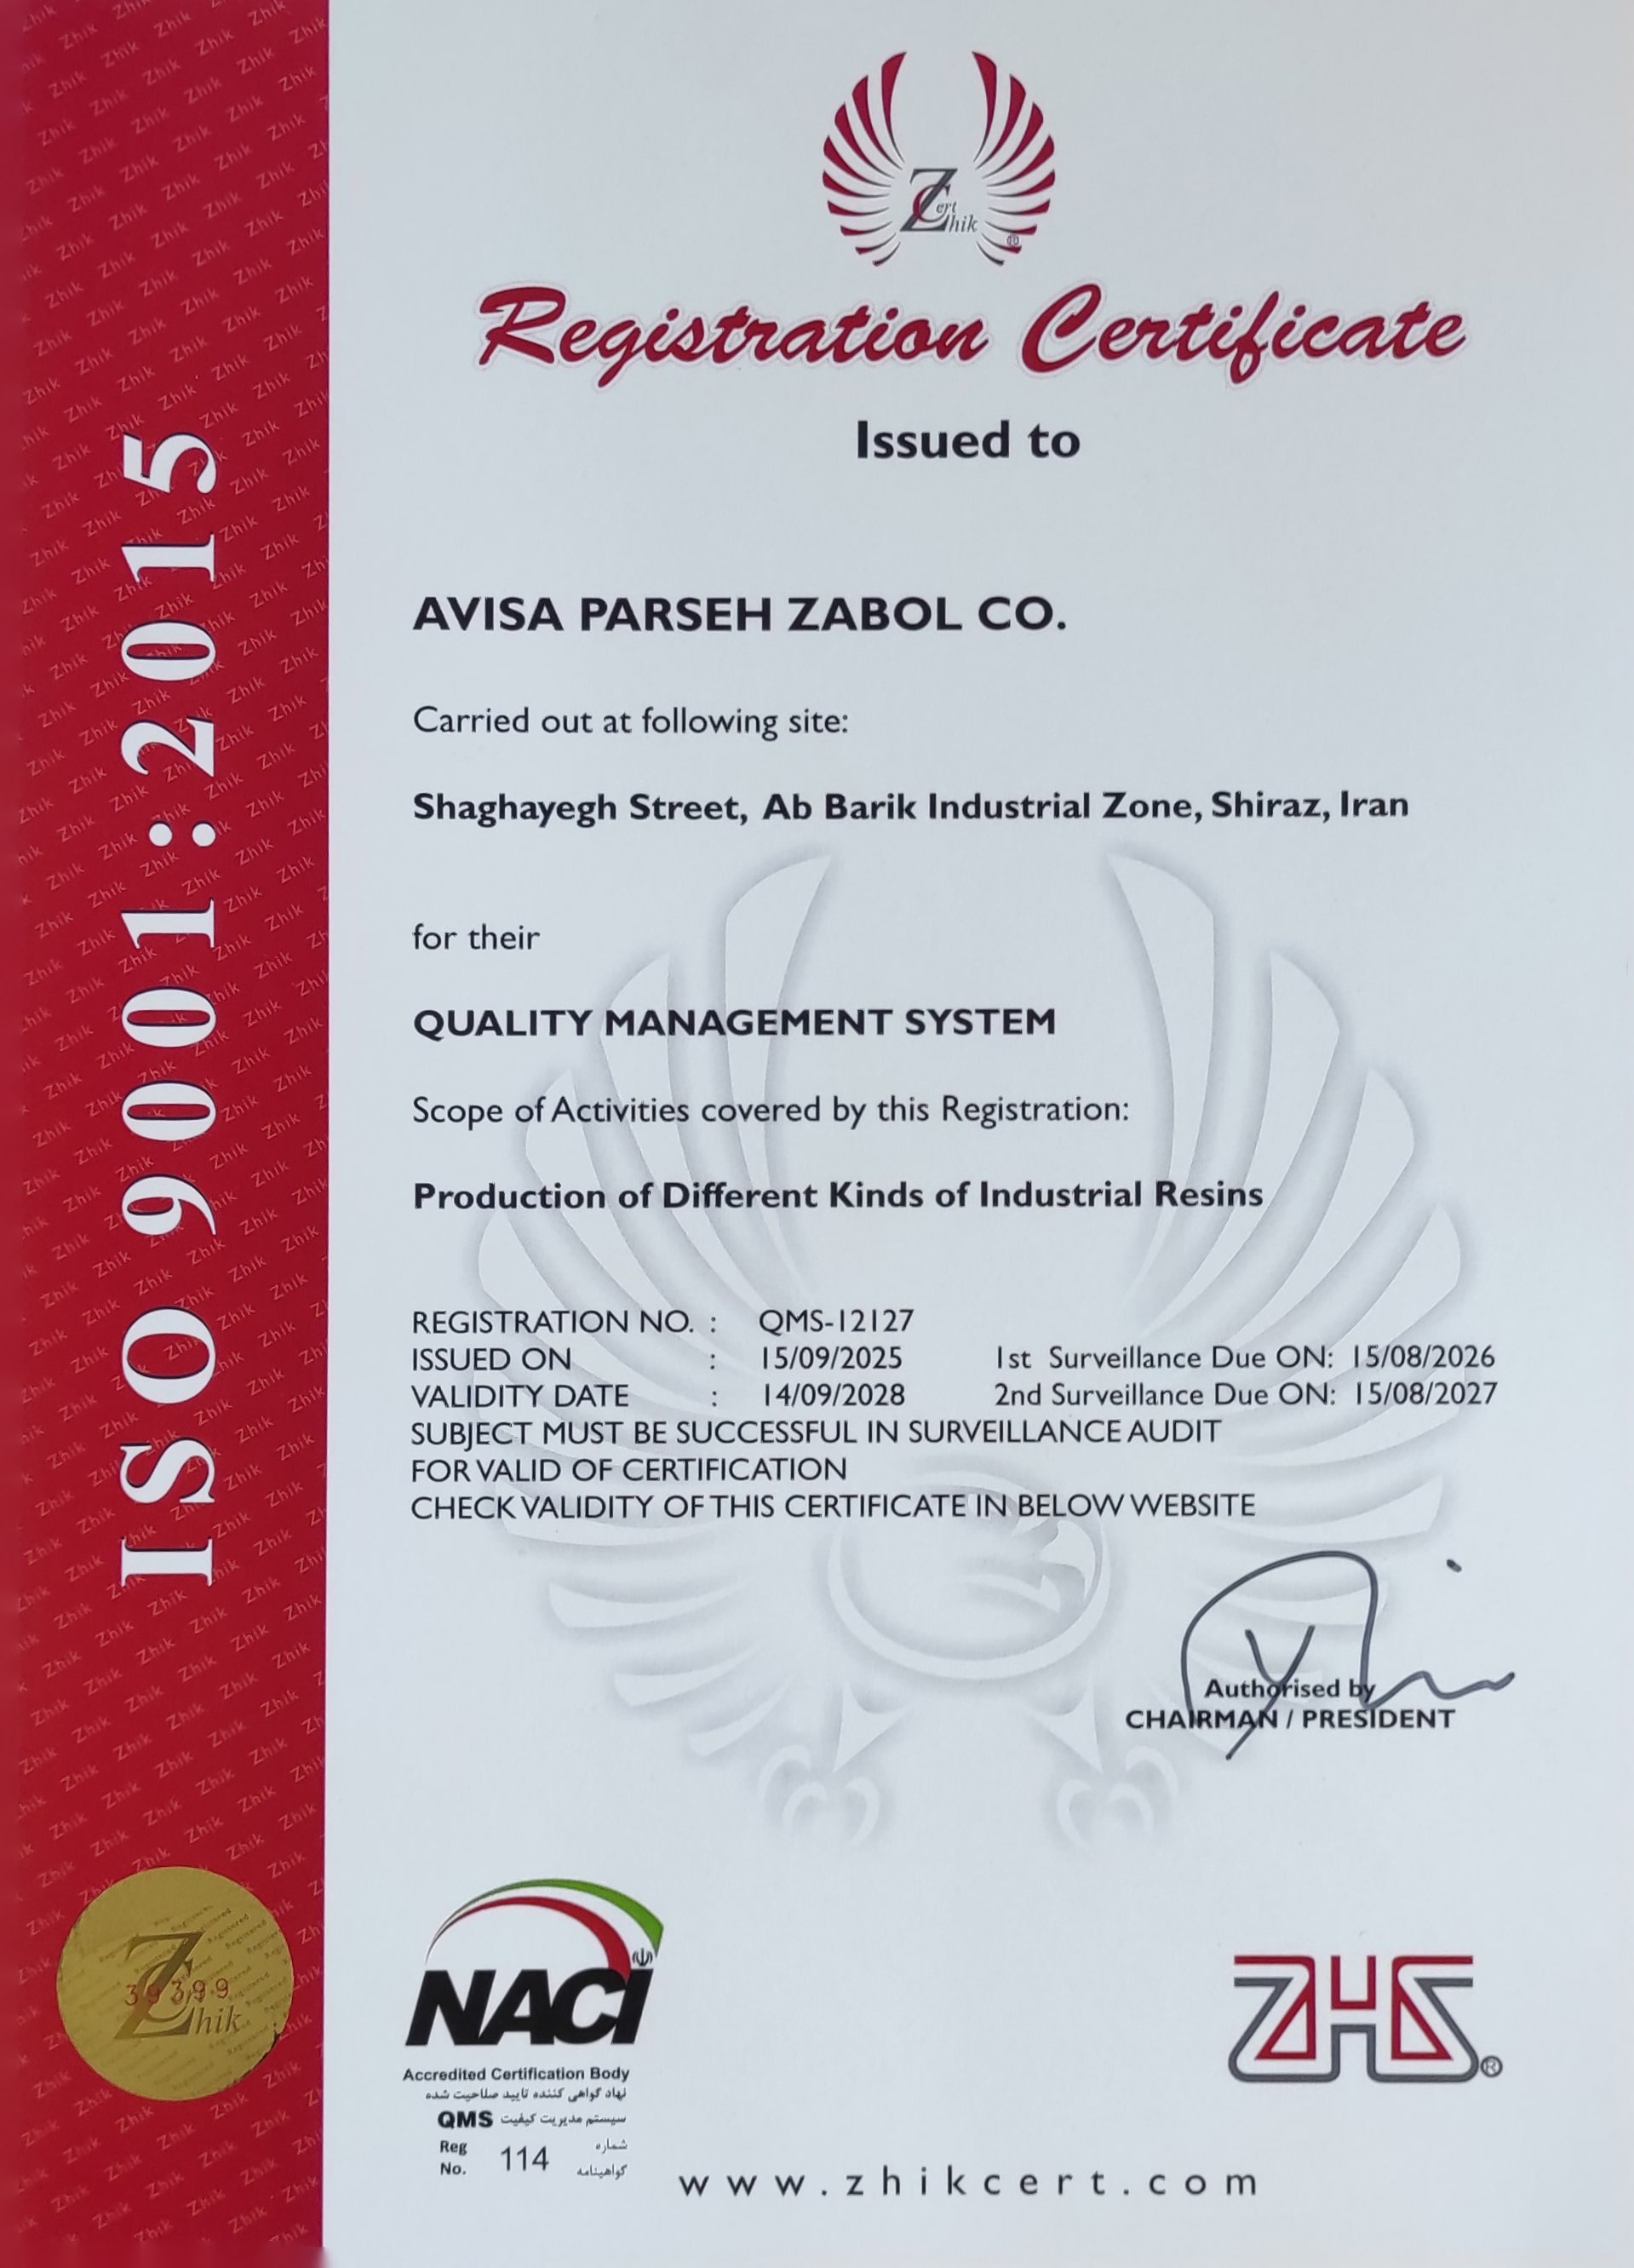 Zert
Chik
®
Registration Certificate
Issued to
ISO 9001:2015
AVISA PARSEH ZABOL CO.
Carried out at following site:
Shaghayegh Street, Ab Barik Industrial Zone, Shiraz, Iran
for their
QUALITY MANAGEMENT SYSTEM
Scope of Activities covered by this Registration:
Production of Different Kinds of Industrial Resins
REGISTRATION NO. : QMS-12127
ISSUED ON : 15/09/2025 1st Surveillance Due ON: 15/08/2026
VALIDITY DATE : 14/09/2028 2nd Surveillance Due ON: 15/08/2027
SUBJECT MUST BE SUCCESSFUL IN SURVEILLANCE AUDIT
FOR VALID OF CERTIFICATION
CHECK VALIDITY OF THIS CERTIFICATE IN BELOW WEBSITE
Authorised by
CHAIRMAN / PRESIDENT
39399
Zhik
NACI
Accredited Certification Body
نهاد گواهی کننده تایید صلاحیت شده
QMS سیستم مدیریت کیفیت
Reg No. 114 شماره گواهینامه
ZHC®
www.zhikcert.com